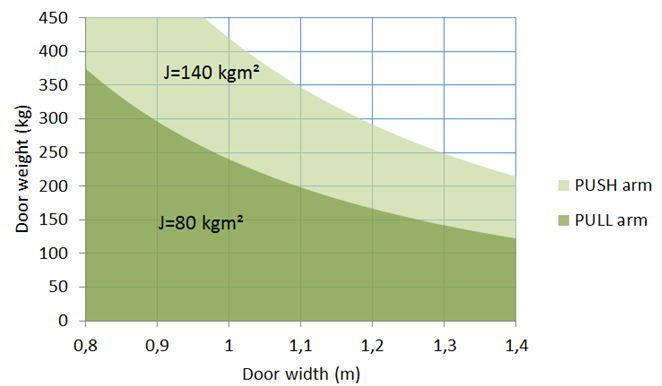 450
400
350
300
250
200
150
100
50
0
Door weight (kg)
J=140 kgm²
J=80 kgm²
0,8 0,9 1 1,1 1,2 1,3 1,4
Door width (m)
PUSH arm
PULL arm